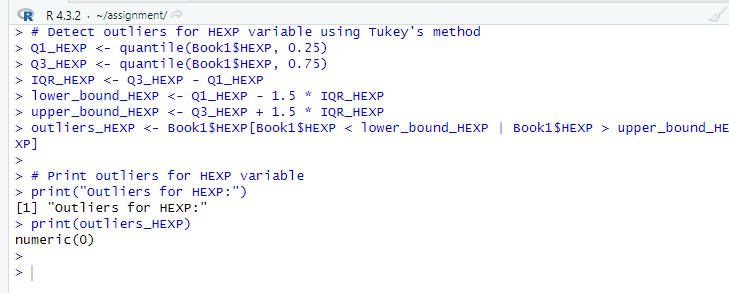 R 4.3.2 · ~/assignment/
> # Detect outliers for HEXP variable using Tukey's method
> Q1_HEXP <- quantile(Book1$HEXP, 0.25)
> Q3_HEXP <- quantile(Book1$HEXP, 0.75)
> IQR_HEXP <- Q3_HEXP - Q1_HEXP
> lower_bound_HEXP <- Q1_HEXP - 1.5 * IQR_HEXP
> upper_bound_HEXP <- Q3_HEXP + 1.5 * IQR_HEXP
> outliers_HEXP <- Book1$HEXP[Book1$HEXP < lower_bound_HEXP | Book1$HEXP > upper_bound_HE
XP]
>
> # Print outliers for HEXP variable
> print("Outliers for HEXP:")
[1] "Outliers for HEXP:"
> print(outliers_HEXP)
numeric(0)
>
>